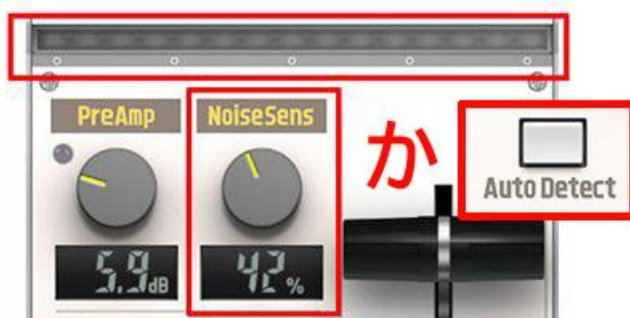 PreAmp
NoiseSens
か
Auto Detect
5.9dB
42%